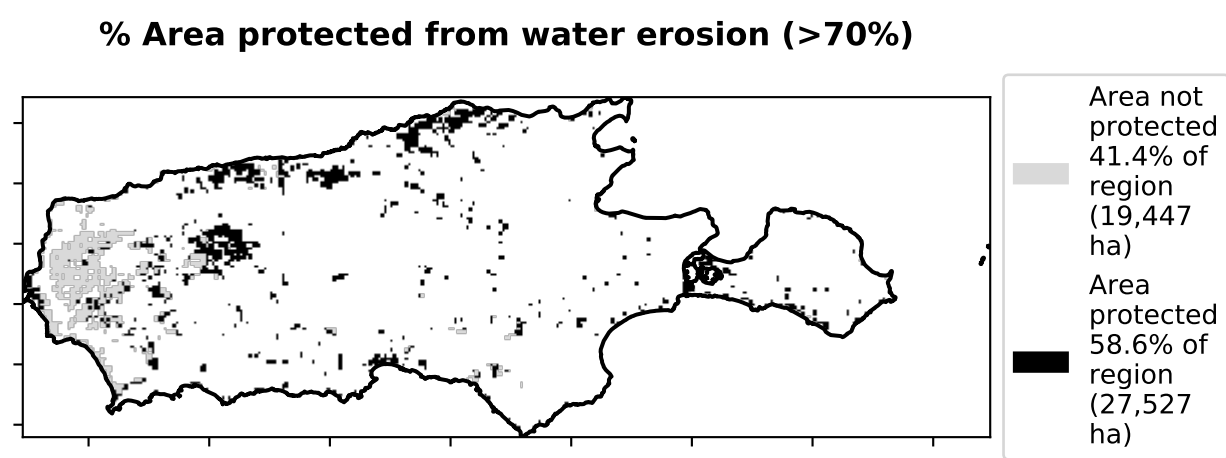 % Area protected from water erosion (>70%)
Area not
protected
41.4% of
region
(19,447
ha)
Area
protected
58.6% of
region
(27,527
ha)